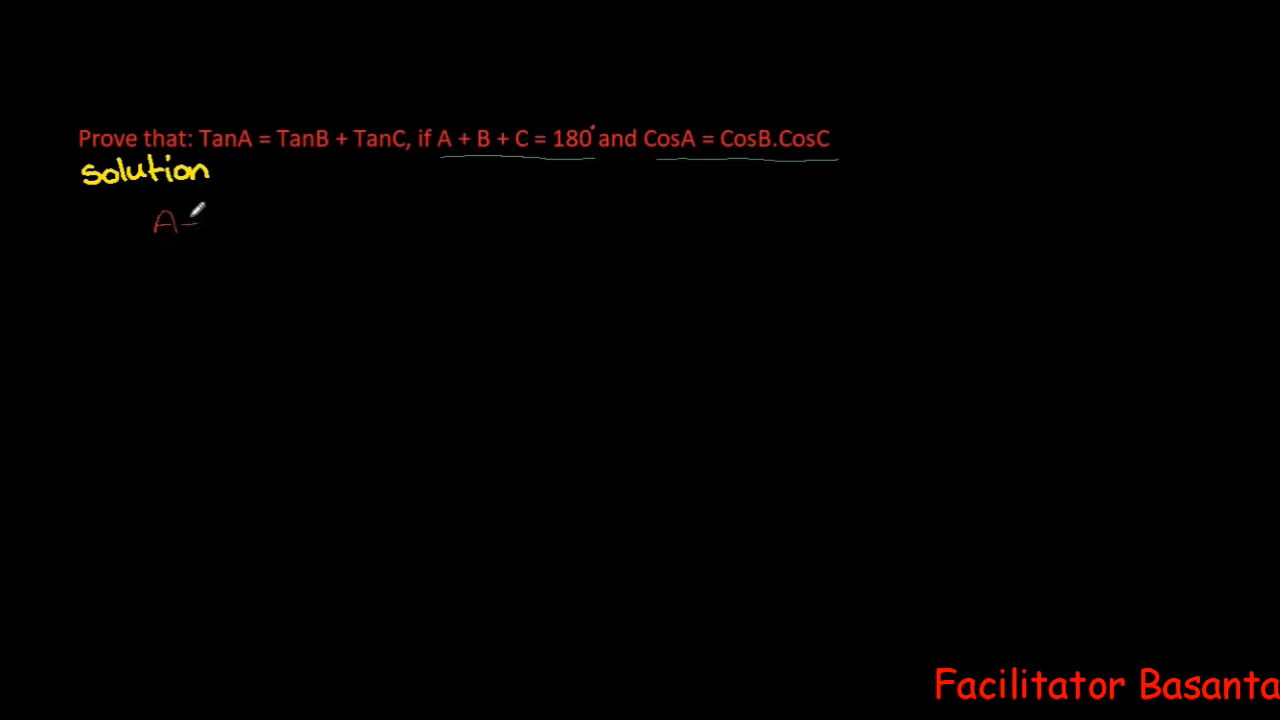 Prove that: TanA = TanB + TanC, if A + B + C = 180° and CosA = CosB.CosC
solution
A-
Facilitator Basanta